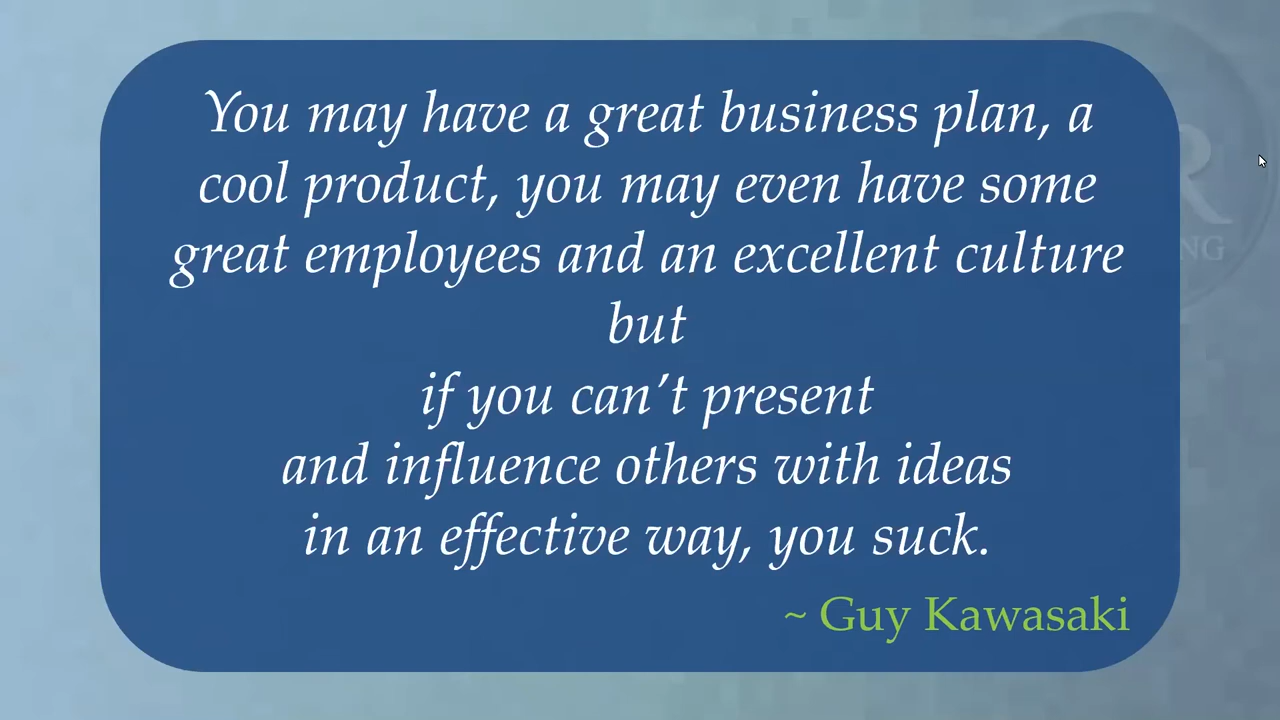 You may have a great business plan, a
cool product, you may even have some
great employees and an excellent culture
but
if you can’t present
and influence others with ideas
in an effective way, you suck.
~ Guy Kawasaki